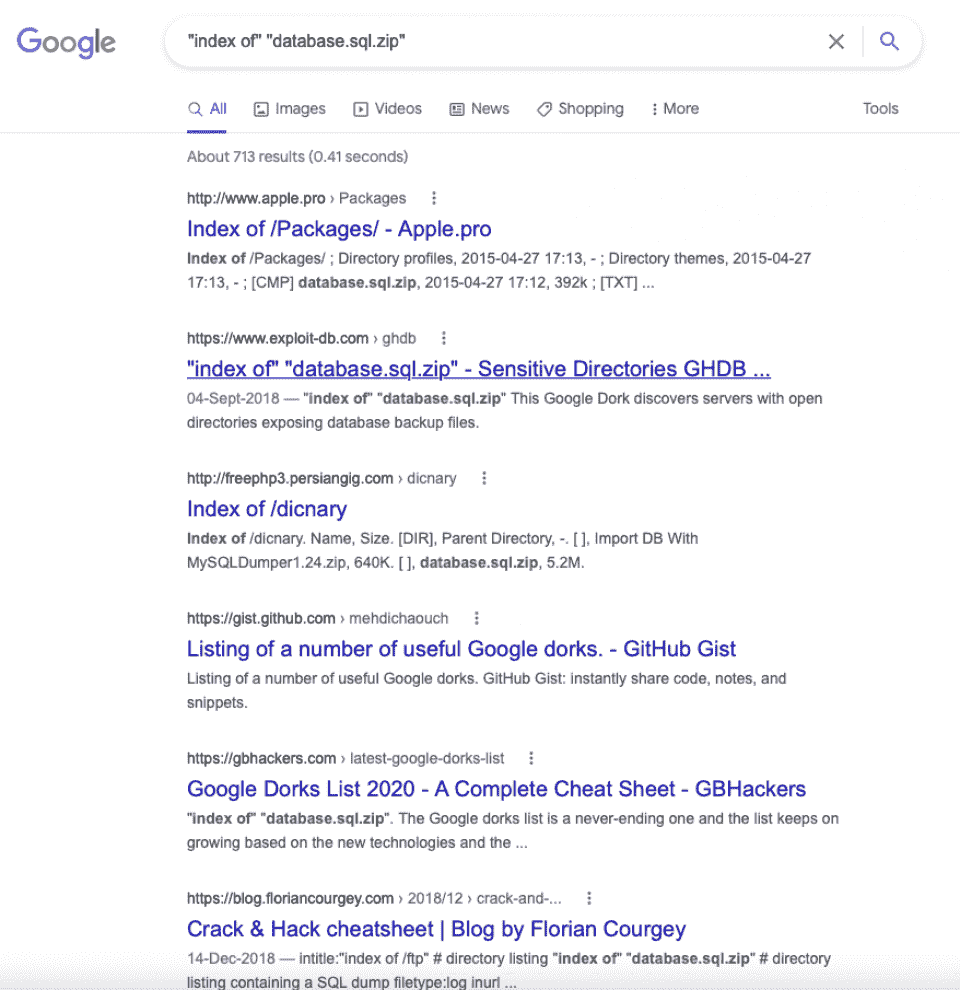 Google
"index of" "database.sql.zip"
All Images Videos News Shopping More Tools
About 713 results (0.41 seconds)
http://www.apple.pro › Packages
Index of /Packages/ - Apple.pro
Index of /Packages/ ; Directory profiles, 2015-04-27 17:13, - ; Directory themes, 2015-04-27
17:13, - ; [CMP] database.sql.zip, 2015-04-27 17:12, 392k ; [TXT] ...
https://www.exploit-db.com › ghdb
"index of" "database.sql.zip" - Sensitive Directories GHDB ...
04-Sept-2018 — "index of" "database.sql.zip" This Google Dork discovers servers with open
directories exposing database backup files.
http://freephp3.persiangig.com › dicnary
Index of /dicnary
Index of /dicnary. Name, Size. [DIR], Parent Directory, -. [ ], Import DB With
MySQLDumper1.24.zip, 640K. [ ], database.sql.zip, 5.2M.
https://gist.github.com › mehdichaouch
Listing of a number of useful Google dorks. - GitHub Gist
Listing of a number of useful Google dorks. GitHub Gist: instantly share code, notes, and
snippets.
https://gbhackers.com › latest-google-dorks-list
Google Dorks List 2020 - A Complete Cheat Sheet - GBHackers
"index of" "database.sql.zip". The Google dorks list is a never-ending one and the list keeps on
growing based on the new technologies and the ...
https://blog.floriancourgey.com › 2018/12 › crack-and-...
Crack & Hack cheatsheet | Blog by Florian Courgey
14-Dec-2018 — intitle:"index of /ftp" # directory listing "index of" "database.sql.zip" # directory
listing containing a SQL dump filetype:log inurl ...